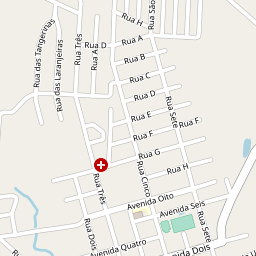 Rua H
Rua São
Rua das Tangerinas
Rua das Laranjeiras
Rua Três
Rua D
Rua A
Rua B
Rua C
Rua D
Rua Sete
Rua E
Rua F
Rua F
Rua G
Rua H
Rua Cinco
Rua Três
Avenida Oito
Avenida Seis
Rua Sete
Rua Dois
Avenida Quatro
Avenida Dois